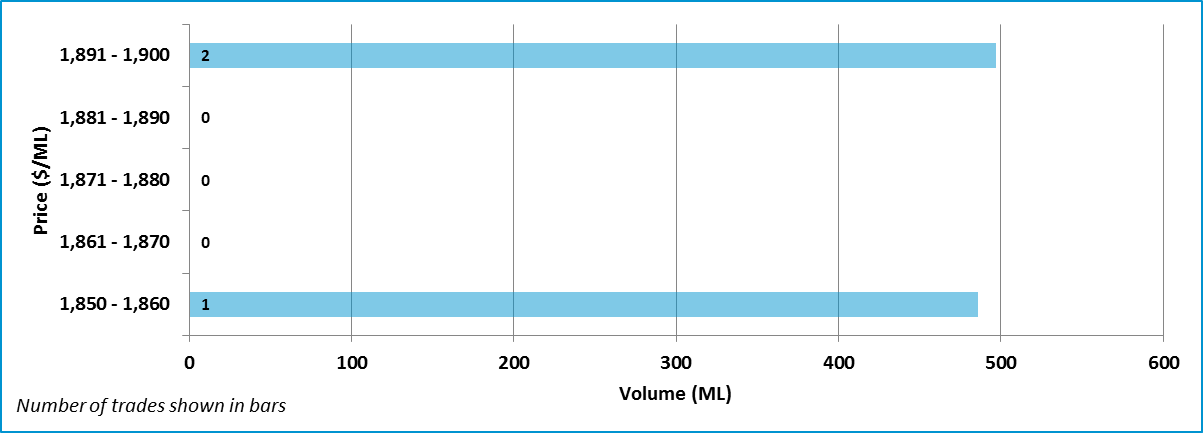 Price ($/ML)
1,891 - 1,900
2
1,881 - 1,890
0
1,871 - 1,880
0
1,861 - 1,870
0
1,850 - 1,860
1
0 100 200 300 400 500 600
Volume (ML)
Number of trades shown in bars